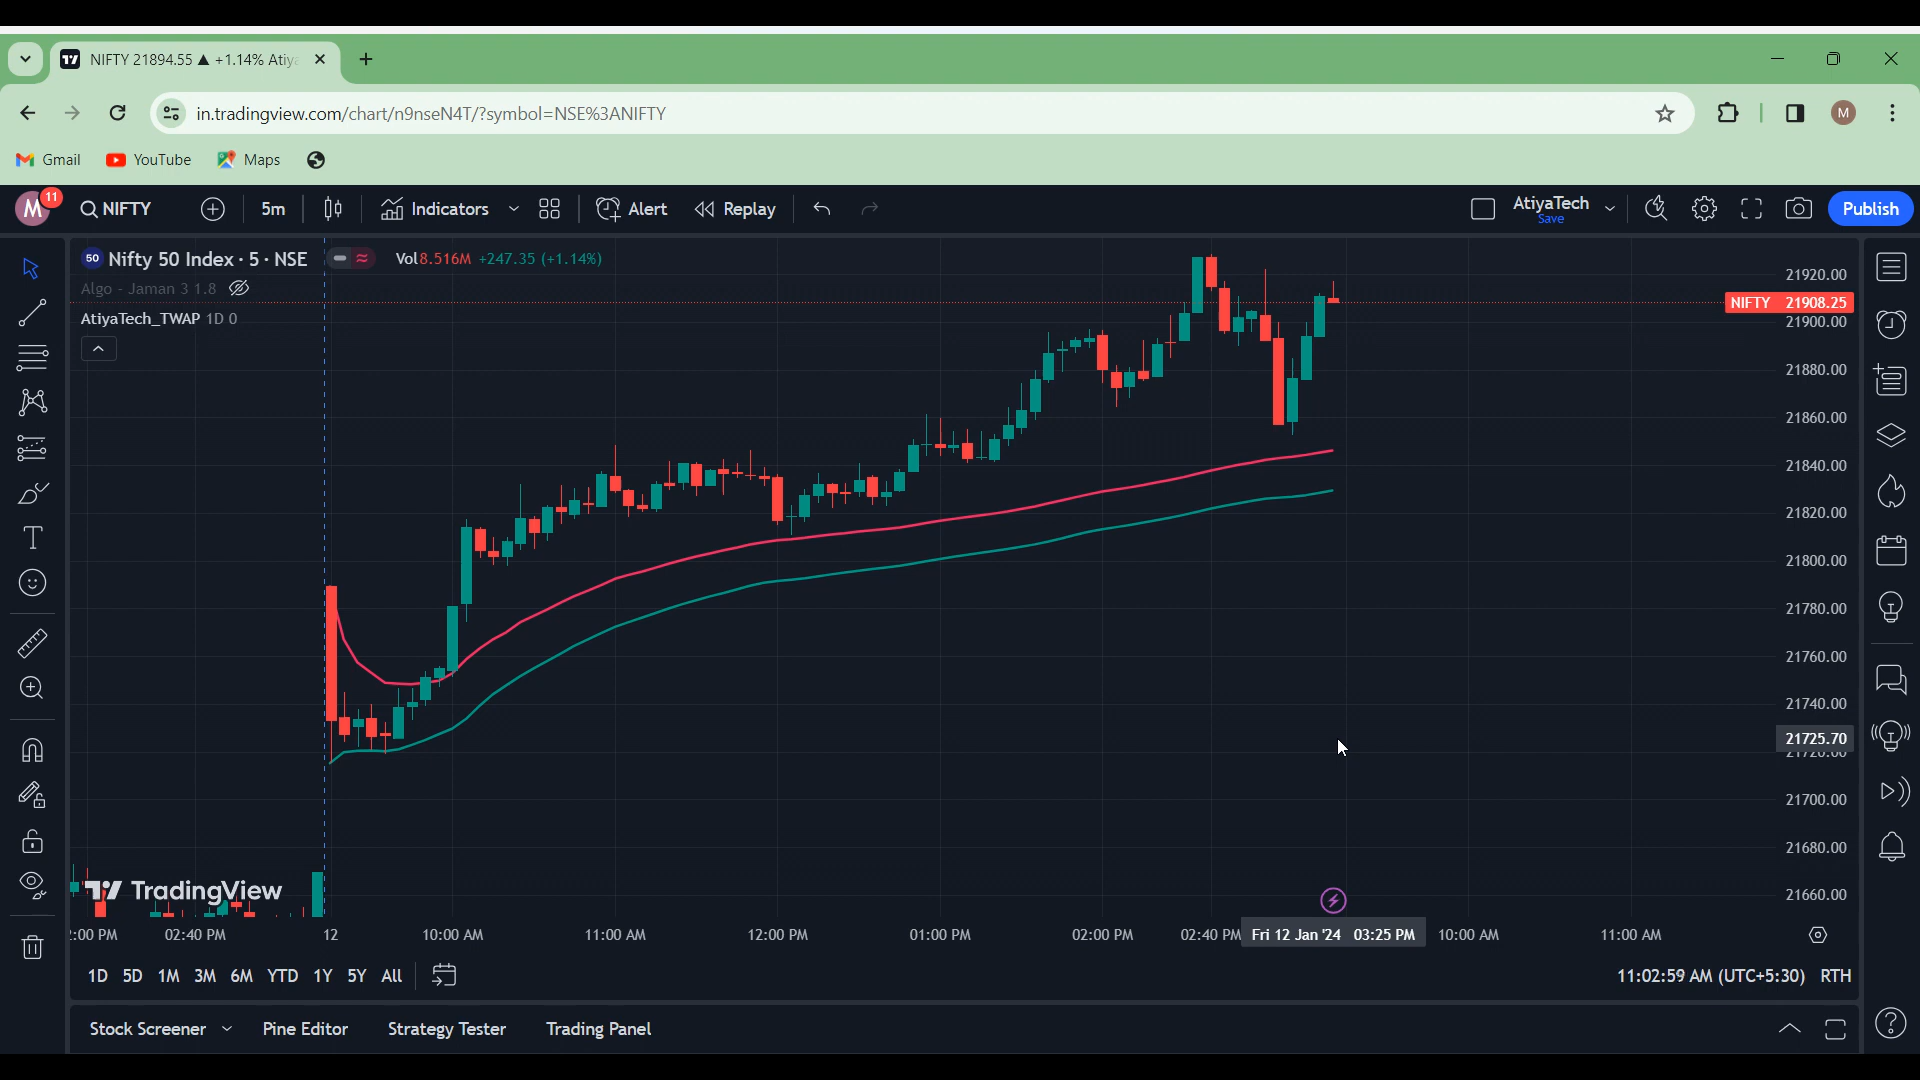 NIFTY 21894.55 ▲ +1.14% Atiy
in.tradingview.com/chart/n9nseN4T/?symbol=NSE%3ANIFTY
M
Gmail YouTube Maps
M 11 NIFTY 5m Indicators Alert Replay AtiyaTech Save Publish
50 Nifty 50 Index · 5 · NSE Vol8.516M +247.35 (+1.14%)
Algo - Jaman 3 1.8
AtiyaTech_TWAP 1D 0
21920.00
NIFTY 21908.25
21900.00
21880.00
21860.00
21840.00
21820.00
21800.00
21780.00
21760.00
21740.00
21725.70
21720.00
21700.00
21680.00
21660.00
TradingView
:00 PM 02:40 PM 12 10:00 AM 11:00 AM 12:00 PM 01:00 PM 02:00 PM 02:40 PM Fri 12 Jan '24 03:25 PM 10:00 AM 11:00 AM
1D 5D 1M 3M 6M YTD 1Y 5Y All 11:02:59 AM (UTC+5:30) RTH
Stock Screener Pine Editor Strategy Tester Trading Panel